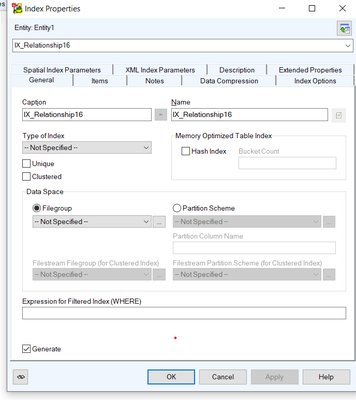 Index Properties
Entity: Entity1
IX_Relationship16
Spatial Index Parameters XML Index Parameters Description Extended Properties
General Items Notes Data Compression Index Options
Caption Name
IX_Relationship16 = IX_Relationship16
Type of Index Memory Optimized Table Index
-- Not Specified -- Hash Index Bucket Count
Unique
Clustered
Data Space
Filegroup Partition Scheme
-- Not Specified -- ... -- Not Specified -- ...
Partition Column Name
Filestream Filegroup (for Clustered Index) Filestream Partition Scheme (for Clustered Index)
-- Not Specified -- ... -- Not Specified -- ...
Expression for Filtered Index (WHERE)
Generate
OK Cancel Apply Help